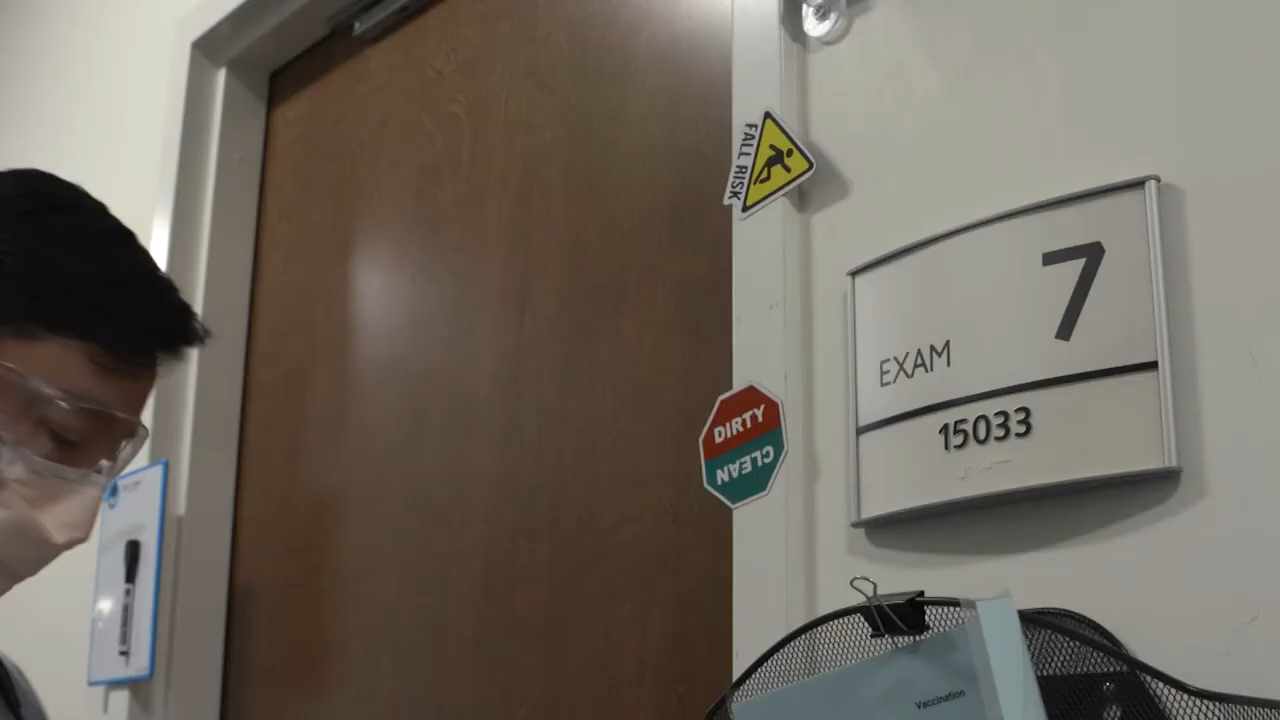 FALL RISK
7
EXAM
15033
DIRTY
CLEAN
Vaccination